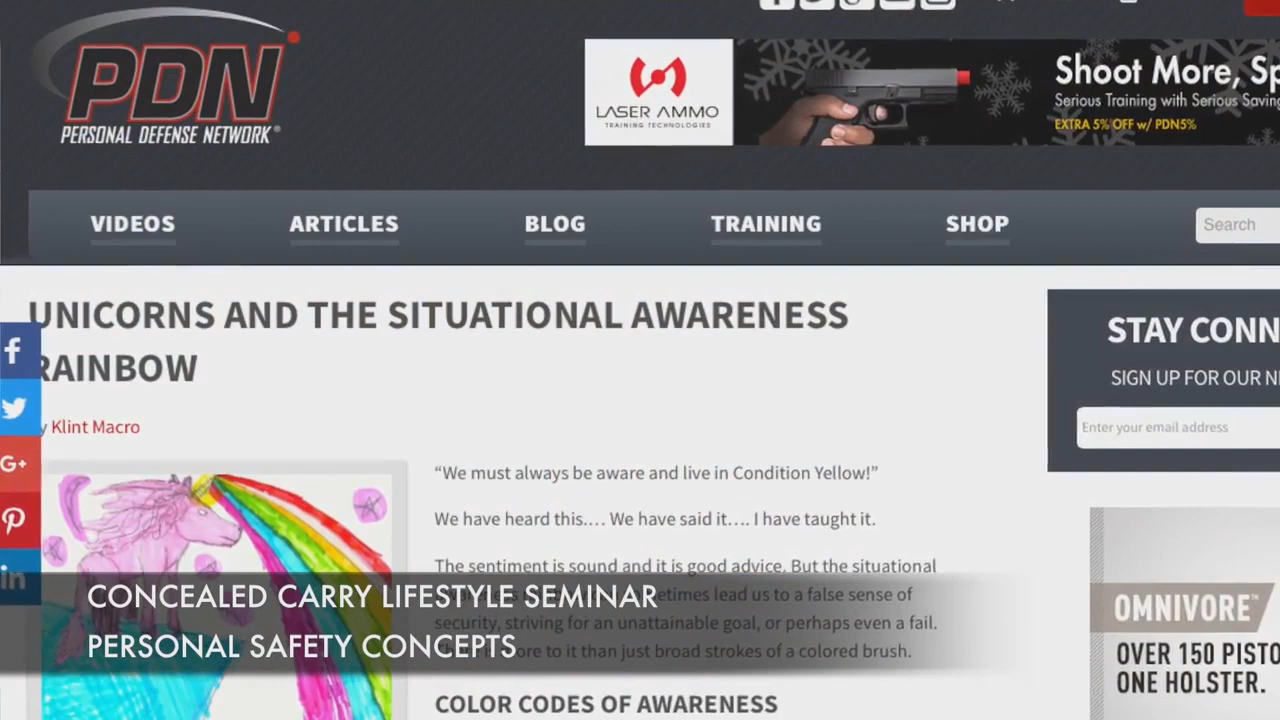 PDN
PERSONAL DEFENSE NETWORK®
LASER AMMO
TRAINING TECHNOLOGIES
Shoot More, Sp
Serious Training with Serious Saving
EXTRA 5% OFF w/ PDN5%
VIDEOS ARTICLES BLOG TRAINING SHOP Search
UNICORNS AND THE SITUATIONAL AWARENESS
RAINBOW
y Klint Macro
f
G+
in
“We must always be aware and live in Condition Yellow!”
We have heard this.… We have said it…. I have taught it.
The sentiment is sound and it is good advice. But the situational
etimes lead us to a false sense of
security, striving for an unattainable goal, or perhaps even a fail.
ore to it than just broad strokes of a colored brush.
COLOR CODES OF AWARENESS
STAY CONN
SIGN UP FOR OUR NE
Enter your email address
OMNIVORE™
OVER 150 PISTO
ONE HOLSTER.
CONCEALED CARRY LIFESTYLE SEMINAR
PERSONAL SAFETY CONCEPTS